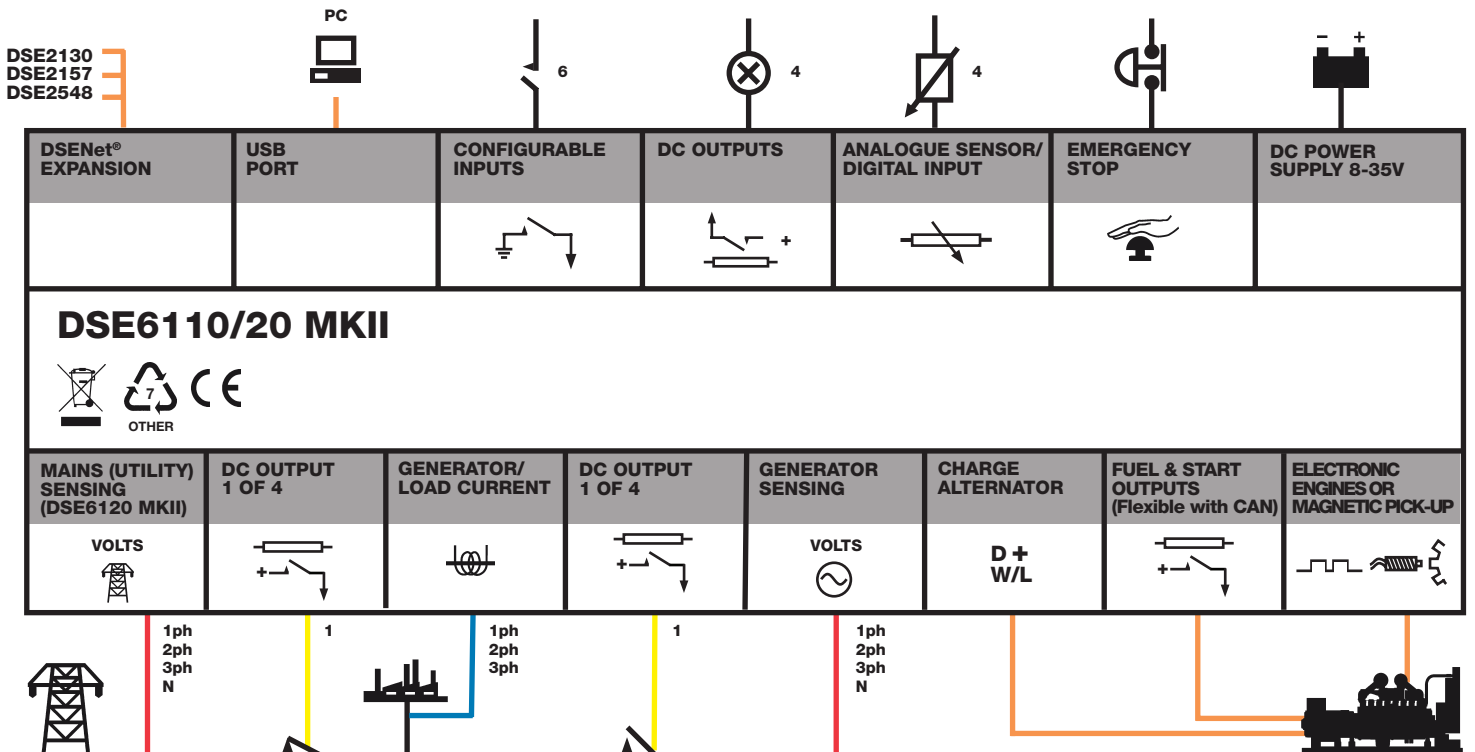 PC
DSE2130
DSE2157
DSE2548
6
4
4
- +
DSENet®
EXPANSION
USB
PORT
CONFIGURABLE
INPUTS
DC OUTPUTS
ANALOGUE SENSOR/
DIGITAL INPUT
EMERGENCY
STOP
DC POWER
SUPPLY 8-35V
+
DSE6110/20 MKII
7
OTHER
CE
MAINS (UTILITY)
SENSING
(DSE6120 MKII)
DC OUTPUT
1 OF 4
GENERATOR/
LOAD CURRENT
DC OUTPUT
1 OF 4
GENERATOR
SENSING
CHARGE
ALTERNATOR
FUEL & START
OUTPUTS
(Flexible with CAN)
ELECTRONIC
ENGINES OR
MAGNETIC PICK-UP
VOLTS
+
+
VOLTS
D +
W/L
+
1ph
2ph
3ph
N
1
1ph
2ph
3ph
1
1ph
2ph
3ph
N